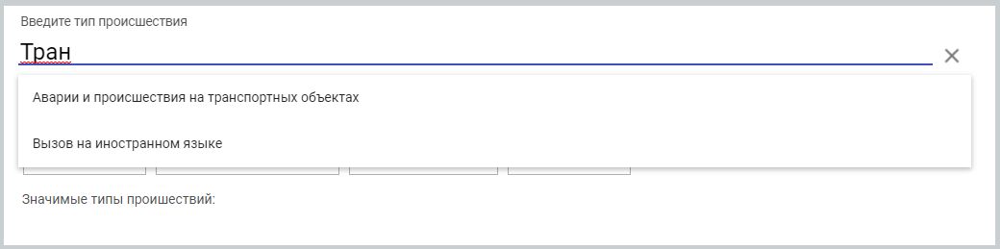 Введите тип происшествия
Тран
Аварии и происшествия на транспортных объектах
Вызов на иностранном языке
Значимые типы проишествий: